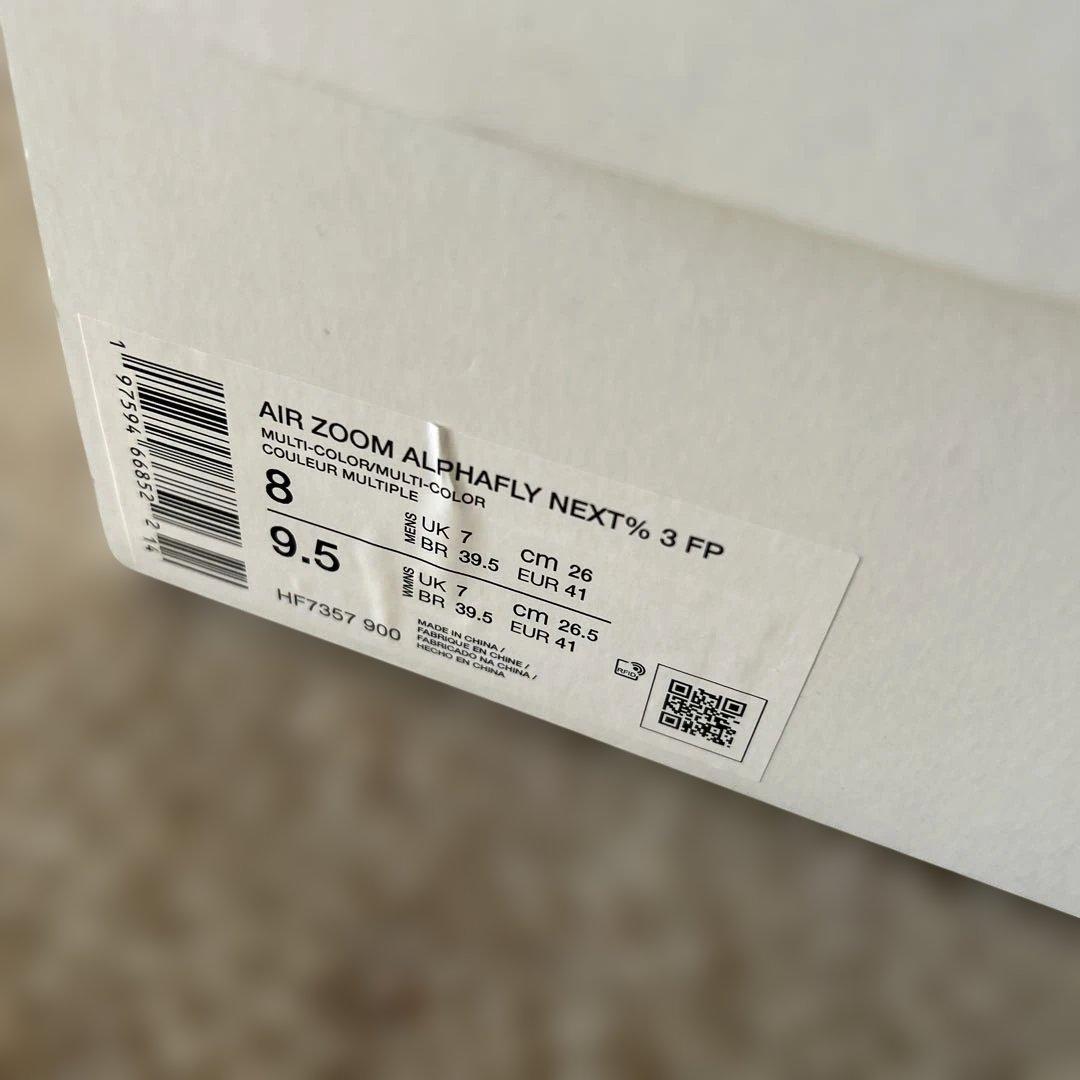 AIR ZOOM ALPHAFLY NEXT% 3 FP
MULTI-COLOR/MULTI-COLOR
COULEUR MULTIPLE
8
MENS
UK 7 cm 26
BR 39.5 EUR 41
9.5
WMNS
UK 7 cm 26.5
BR 39.5 EUR 41
HF7357 900
MADE IN CHINA /
FABRIQUE EN CHINE /
FABRICADO NA CHINA /
HECHO EN CHINA
RFID
1 97594 66852 2 14